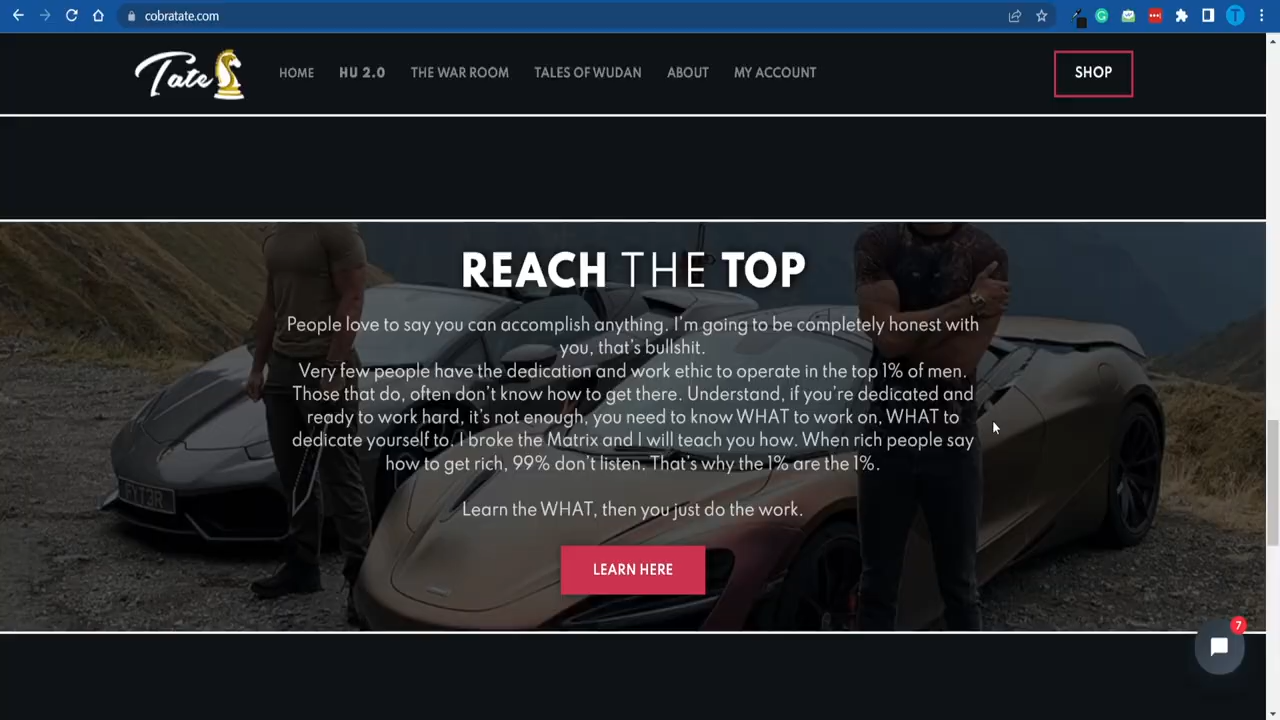 cobratate.com
T
Tate
HOME
HU 2.0
THE WAR ROOM
TALES OF WUDAN
ABOUT
MY ACCOUNT
SHOP
REACH THE TOP
People love to say you can accomplish anything. I'm going to be completely honest with
you, that's bullshit.
Very few people have the dedication and work ethic to operate in the top 1% of men.
Those that do, often don't know how to get there. Understand, if you're dedicated and
ready to work hard, it's not enough, you need to know WHAT to work on, WHAT to
dedicate yourself to, I broke the Matrix and I will teach you how. When rich people say
how to get rich, 99% don't listen. That's why the 1% are the 1%.
Learn the WHAT, then you just do the work.
LEARN HERE
7